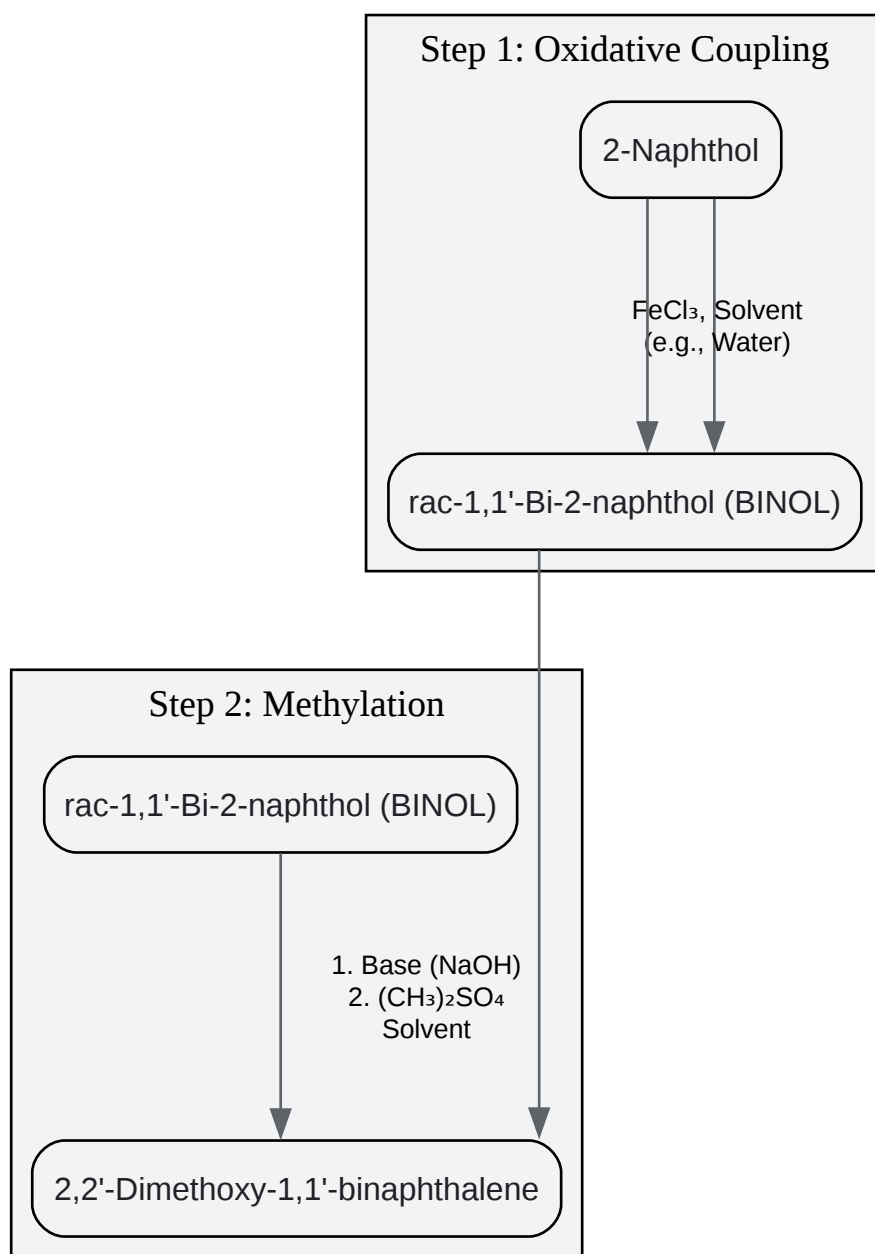 Step 1: Oxidative Coupling
2-Naphthol
FeCl₃, Solvent
(e.g., Water)
rac-1,1'-Bi-2-naphthol (BINOL)
Step 2: Methylation
rac-1,1'-Bi-2-naphthol (BINOL)
1. Base (NaOH)
2. (CH₃)₂SO₄
Solvent
2,2'-Dimethoxy-1,1'-binaphthalene